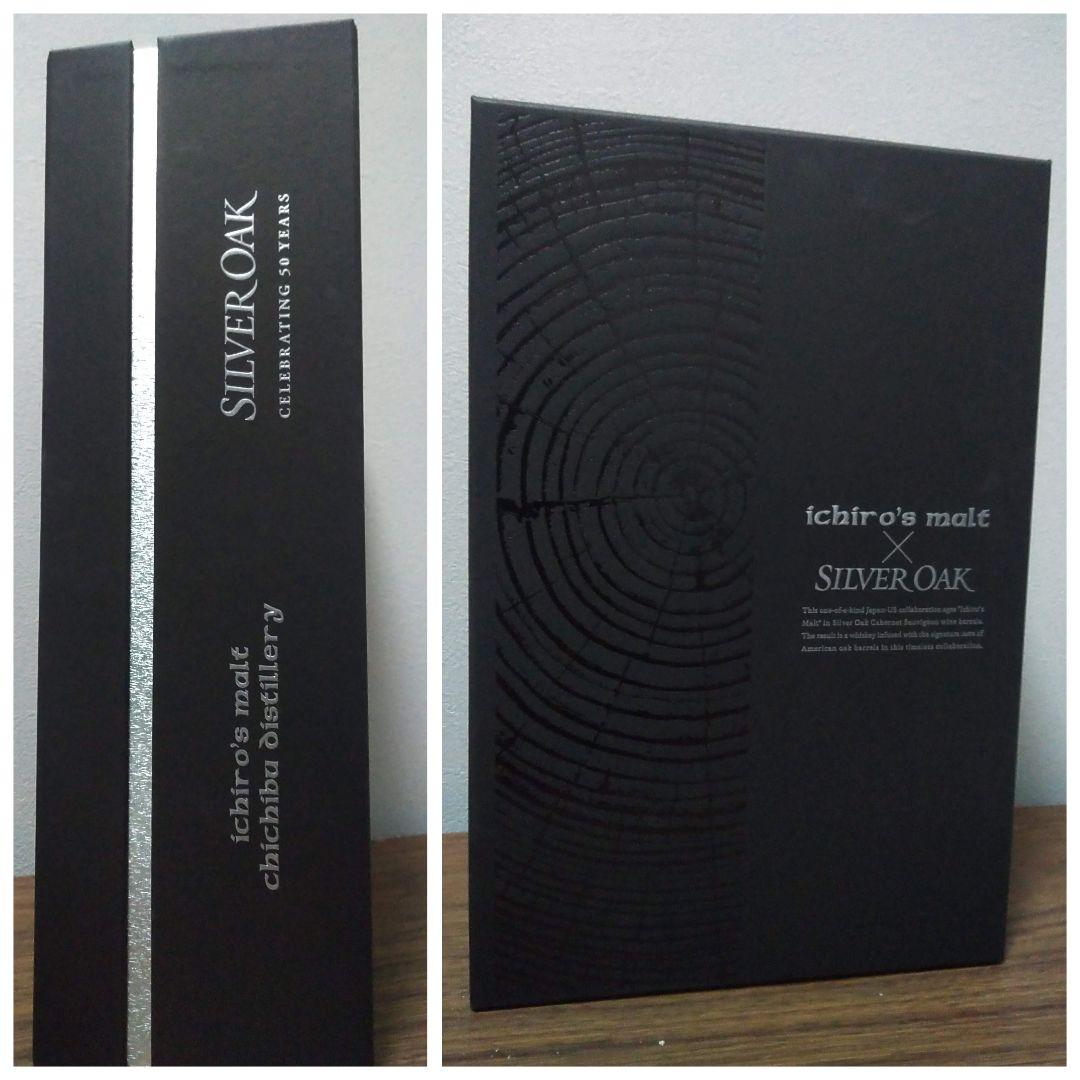 SILVER OAK
CELEBRATING 50 YEARS
ichiro's malt
chichibu distillery
ichiro's malt
×
SILVER OAK
This one-of-a-kind Japan-US collaboration ages "Ichiro's
Malt" in Silver Oak Cabernet Sauvignon wine barrels.
The result is a whiskey infused with the signature note of
American oak barrels in this timeless collaboration.